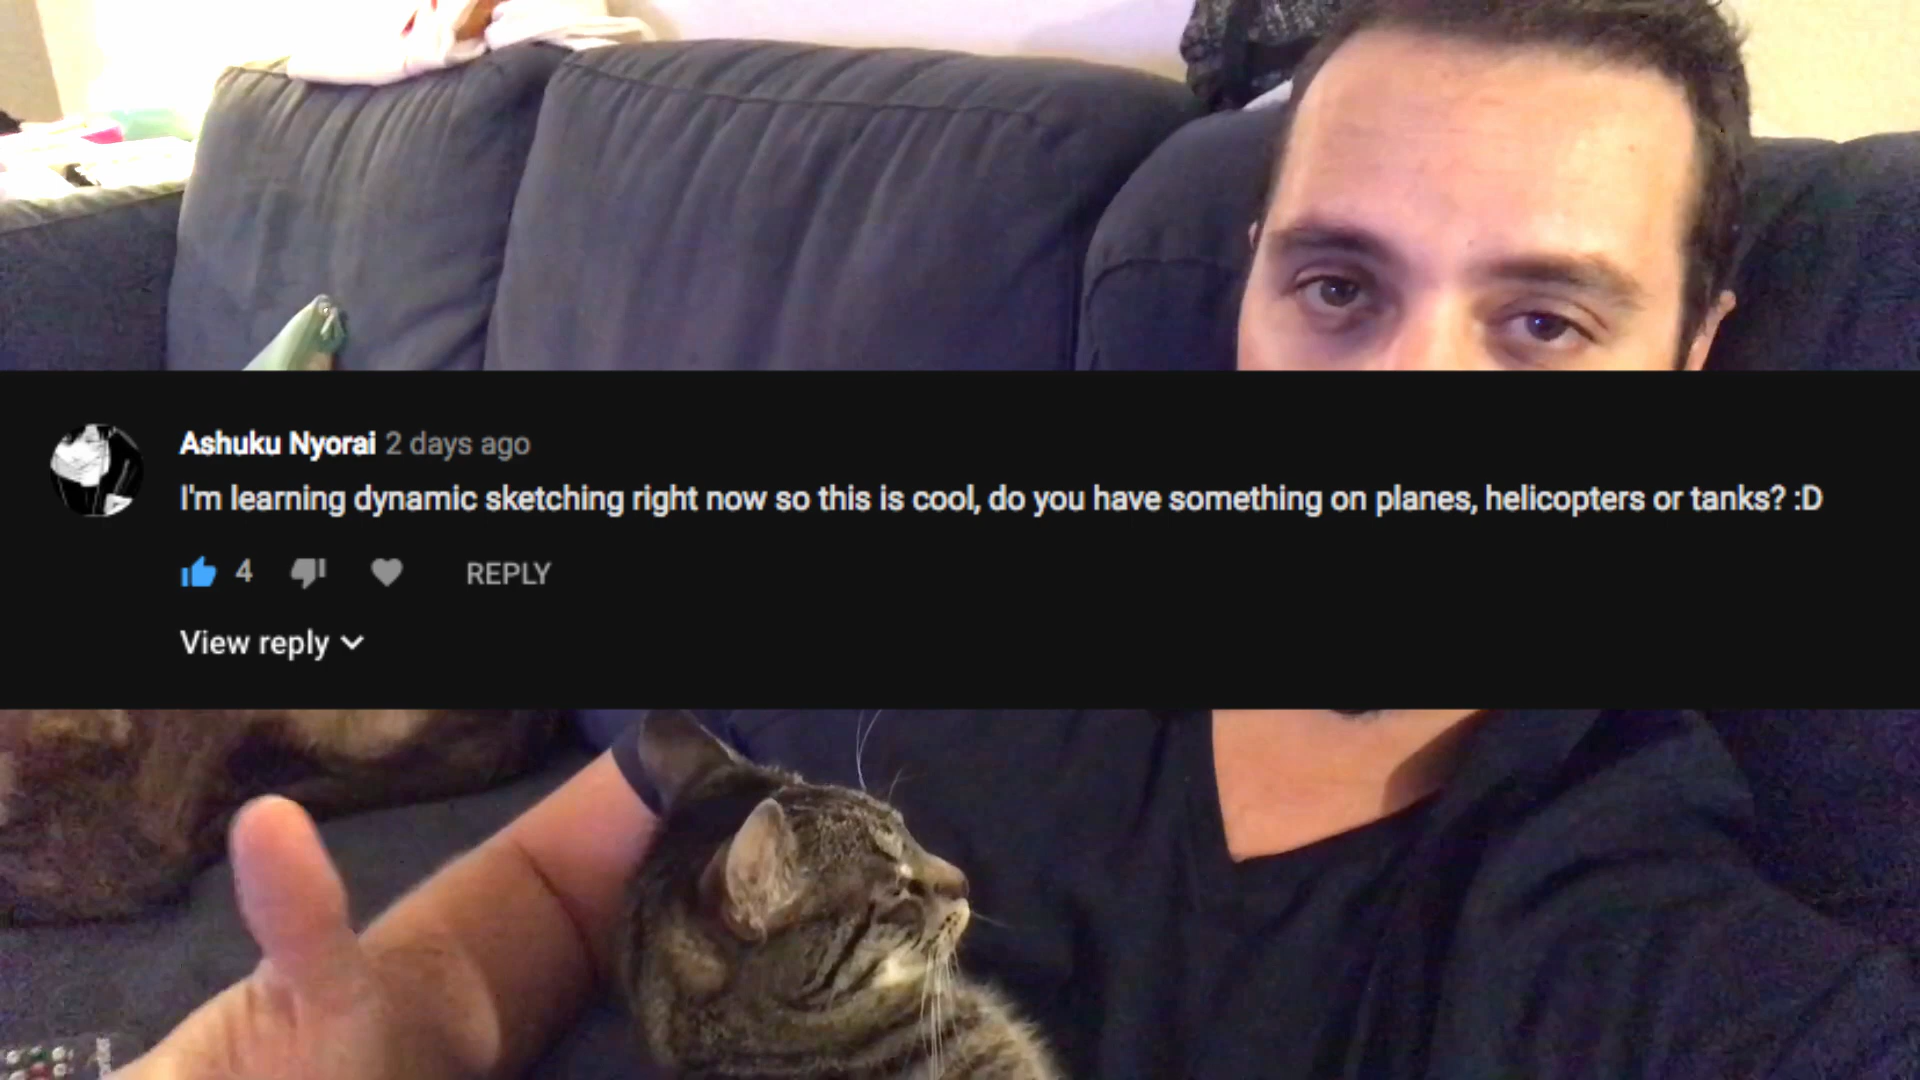 Ashuku Nyorai 2 days ago
I'm learning dynamic sketching right now so this is cool, do you have something on planes, helicopters or tanks? :D
4
REPLY
View reply